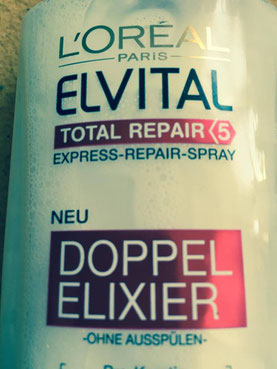 L'ORÉAL
PARIS
ELVITAL
TOTAL REPAIR 5
EXPRESS-REPAIR-SPRAY
NEU
DOPPEL
ELIXIER
-OHNE AUSSPÜLEN-